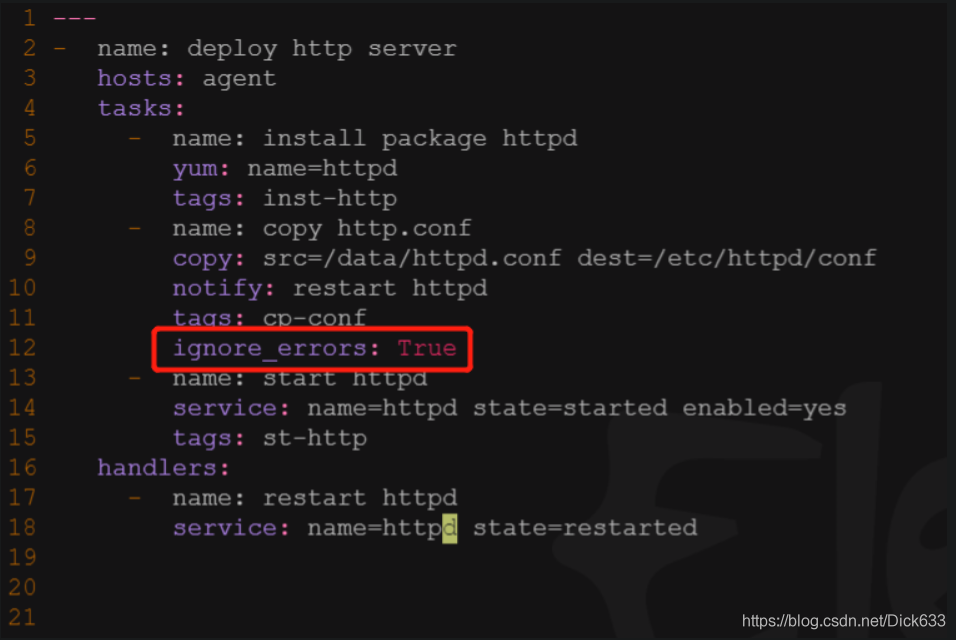 1 ---
2 - name: deploy http server
3 hosts: agent
4 tasks:
5 - name: install package httpd
6 yum: name=httpd
7 tags: inst-http
8 - name: copy http.conf
9 copy: src=/data/httpd.conf dest=/etc/httpd/conf
10 notify: restart httpd
11 tags: cp-conf
12 ignore_errors: True
13 - name: start httpd
14 service: name=httpd state=started enabled=yes
15 tags: st-http
16 handlers:
17 - name: restart httpd
18 service: name=httpd state=restarted
19
20
21
https://blog.csdn.net/Dick633